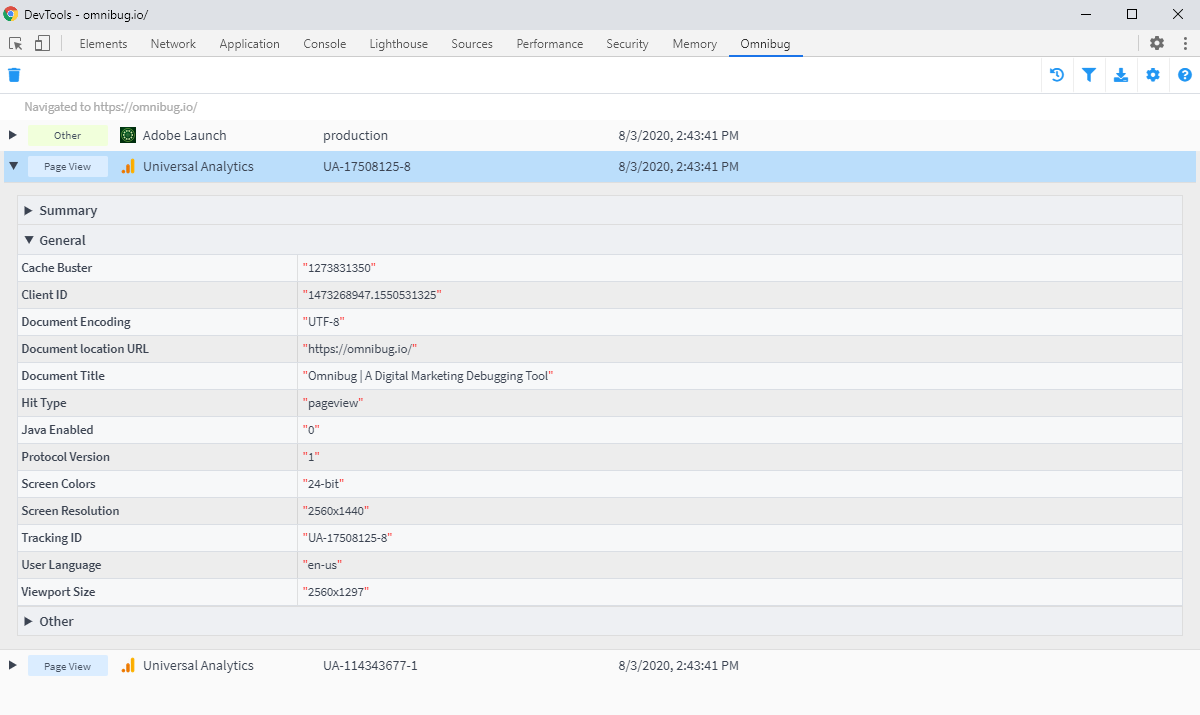 DevTools - omnibug.io/
Elements Network Application Console Lighthouse Sources Performance Security Memory Omnibug
Navigated to https://omnibug.io/
Other Adobe Launch production 8/3/2020, 2:43:41 PM
Page View Universal Analytics UA-17508125-8 8/3/2020, 2:43:41 PM
Summary
General
Cache Buster "1273831350"
Client ID "1473268947.1550531325"
Document Encoding "UTF-8"
Document location URL "https://omnibug.io/"
Document Title "Omnibug | A Digital Marketing Debugging Tool"
Hit Type "pageview"
Java Enabled "0"
Protocol Version "1"
Screen Colors "24-bit"
Screen Resolution "2560x1440"
Tracking ID "UA-17508125-8"
User Language "en-us"
Viewport Size "2560x1297"
Other
Page View Universal Analytics UA-114343677-1 8/3/2020, 2:43:41 PM